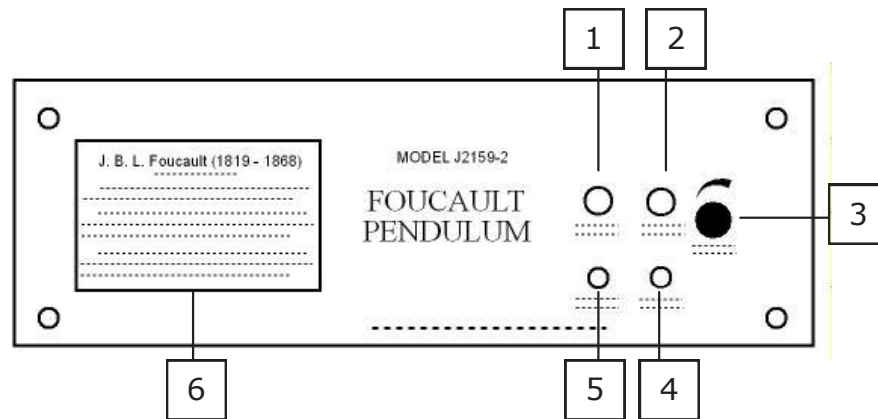 1
2
J. B. L. Foucault (1819 - 1868)
MODEL J2159-2
FOUCAULT
PENDULUM
3
6
5
4